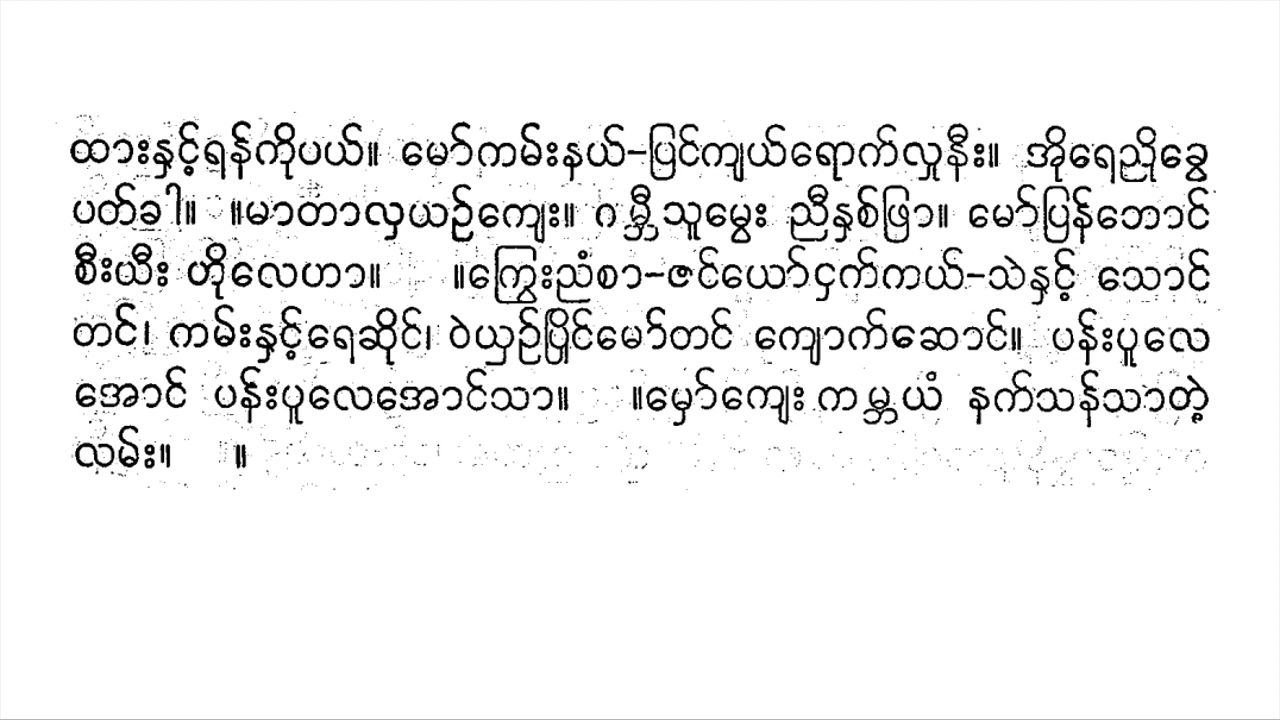 ထားနှင့်ရန်ကိုပယ်။ မော်ကမ်းနယ်-ပြင်ကျယ်ရောက်လှုနီး။ အိုရေညိုခွေ
ပတ်ခါ။ ။မာတာလှယဉ်ကျေး။ ဂမ္ဘီသူမွေး ညီနှစ်ဖြာ။ မော်ပြန်ဘောင်
စီးယီး ဟိုလေဟာ။ ။ကြွေးညံစာ-ဇင်ယော်ငှက်ကယ်-သဲနှင့် သောင်
တင်၊ ကမ်းနှင့်ရေဆိုင်၊ ဝဲယှဉ်ပြိုင်မော်တင် ကျောက်ဆောင်။ ပန်းပူလေ
အောင် ပန်းပူလေအောင်သာ။ ။မှော်ကျေး ကမ္ဘယံ နက်သန်သာတဲ့
လမ်း။ ။